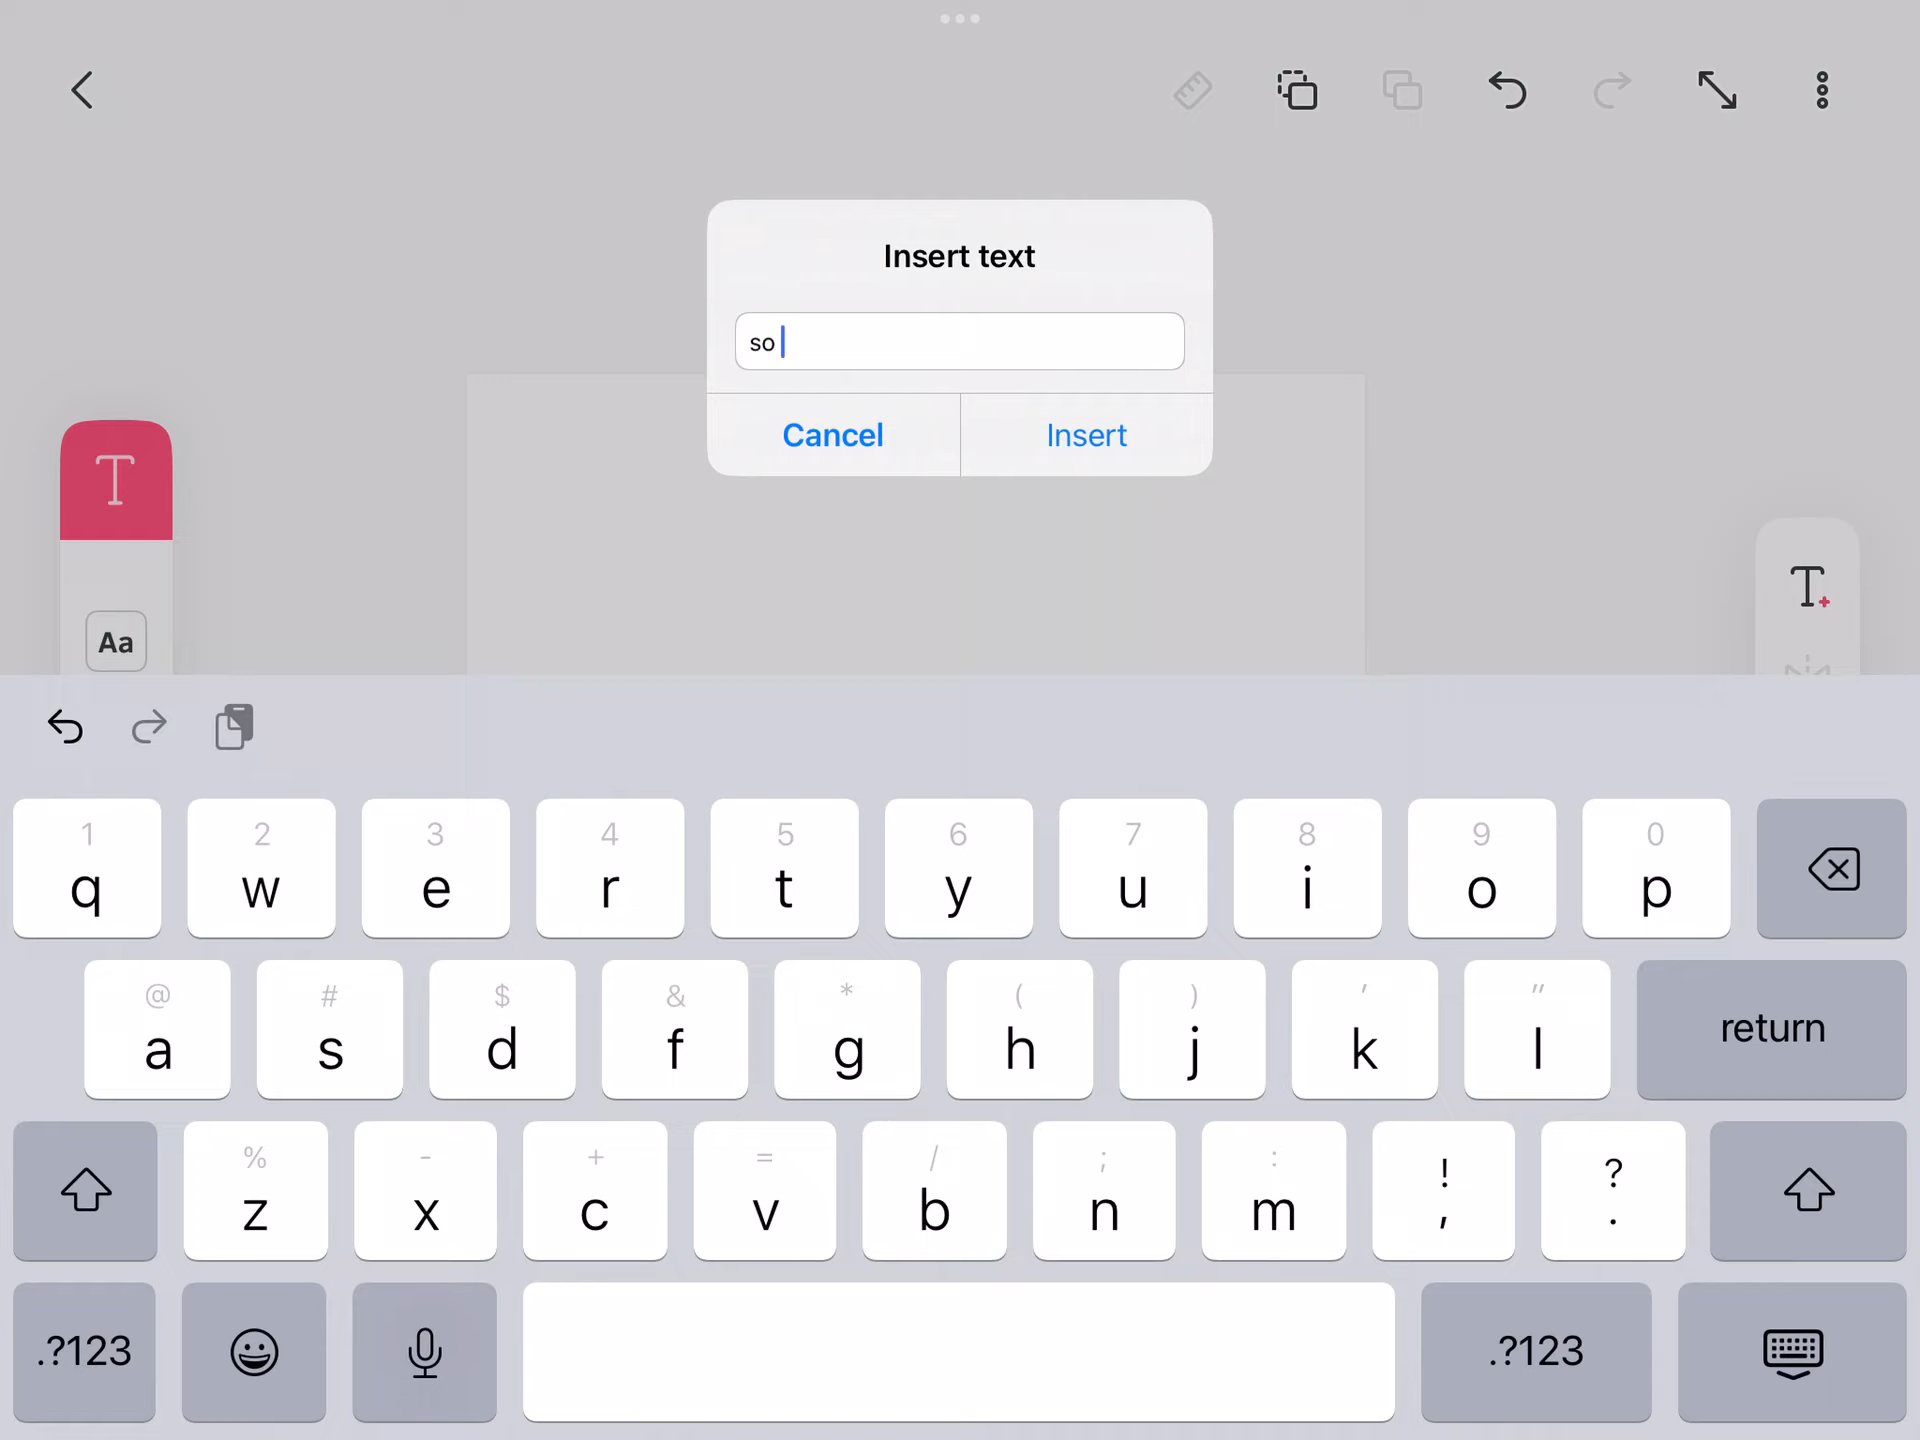 Insert text
so
Cancel Insert
T
Aa
T
1 2 3 4 5 6 7 8 9 0
q w e r t y u i o p
@ # $ & * ( ) ' "
a s d f g h j k l return
% - + = / ; : ! ?
z x c v b n m , .
.?123 .?123